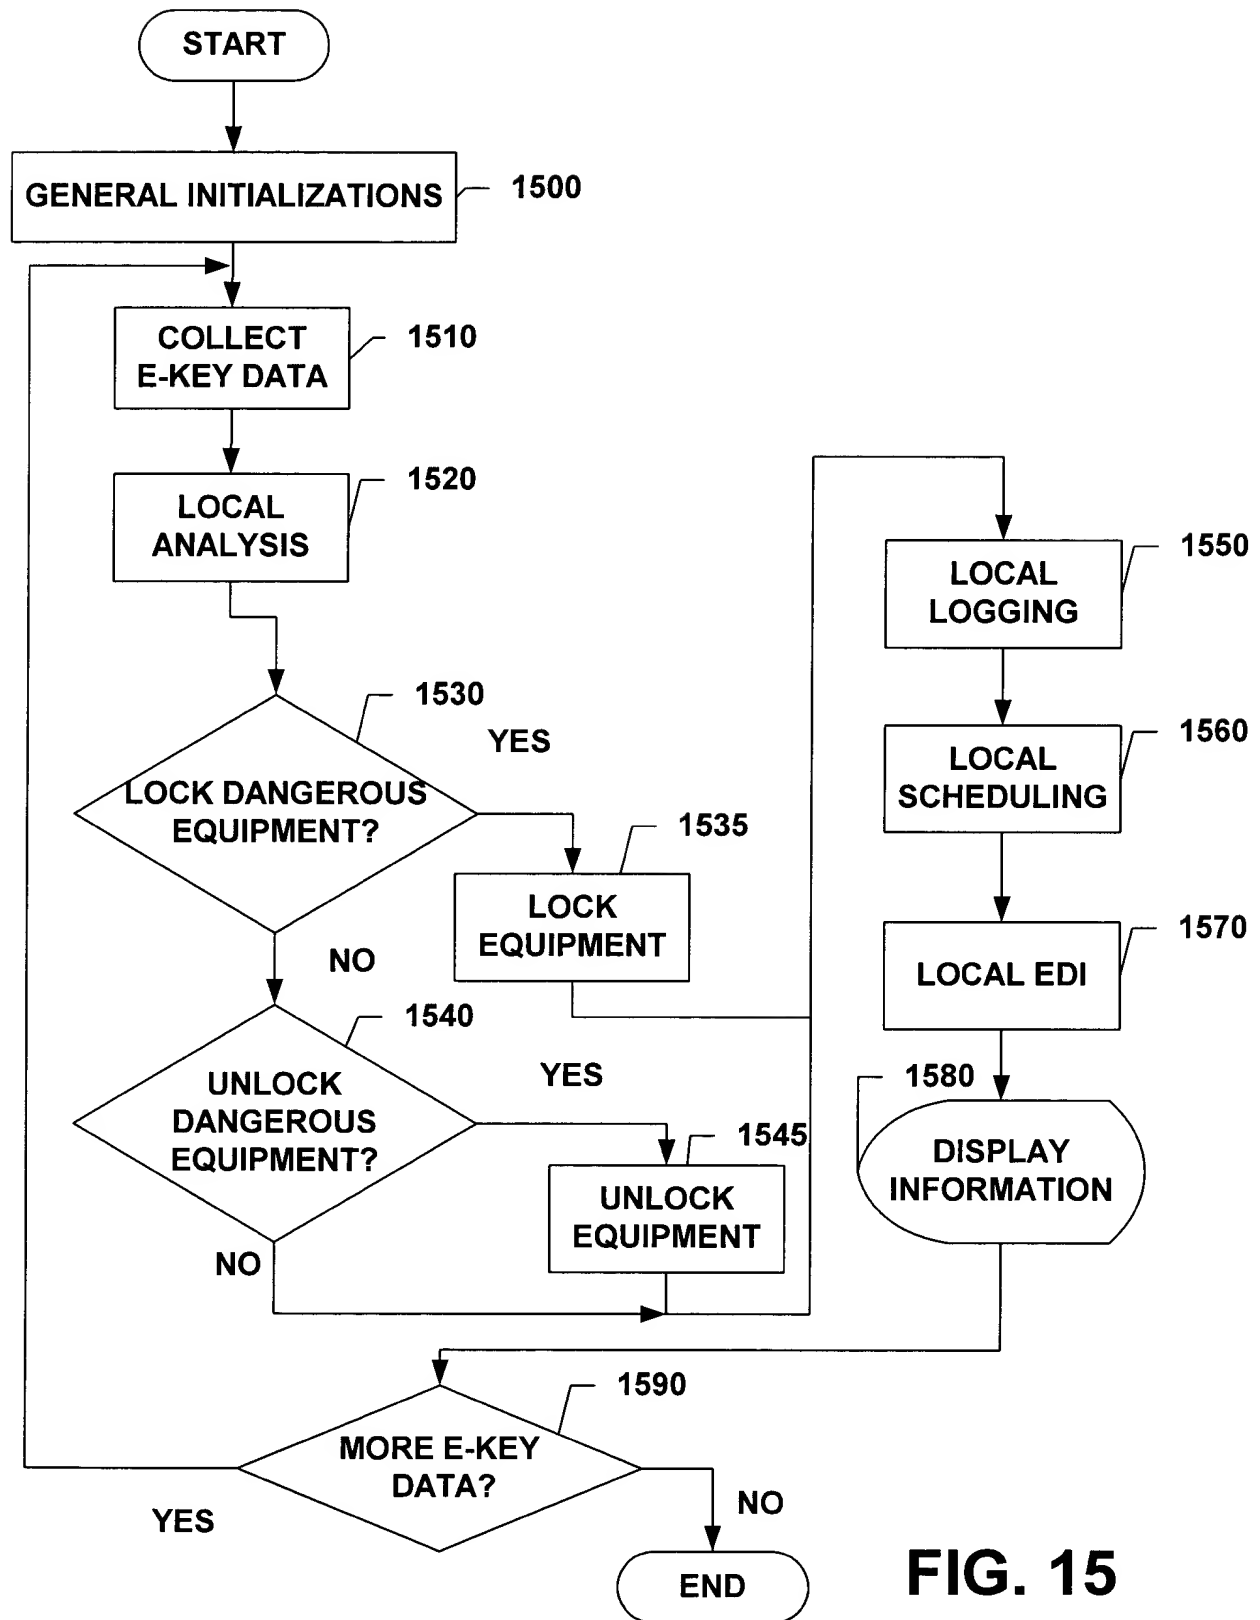 START
GENERAL INITIALIZATIONS
1500
COLLECT
E-KEY DATA
1510
LOCAL
ANALYSIS
1520
LOCK DANGEROUS
EQUIPMENT?
1530
YES
LOCK
EQUIPMENT
1535
NO
UNLOCK
DANGEROUS
EQUIPMENT?
1540
YES
UNLOCK
EQUIPMENT
1545
NO
LOCAL
LOGGING
1550
LOCAL
SCHEDULING
1560
LOCAL EDI
1570
DISPLAY
INFORMATION
1580
MORE E-KEY
DATA?
1590
YES
NO
END
FIG. 15